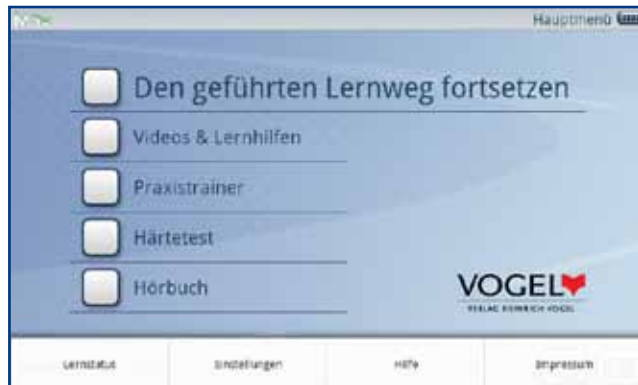 Hauptmenü
Den geführten Lernweg fortsetzen
Videos & Lernhilfen
Praxistrainer
Härtetest
Hörbuch
VOGEL
VERLAG HEINRICH VOGEL
Lernstatus Einstellungen Hilfe Impressum